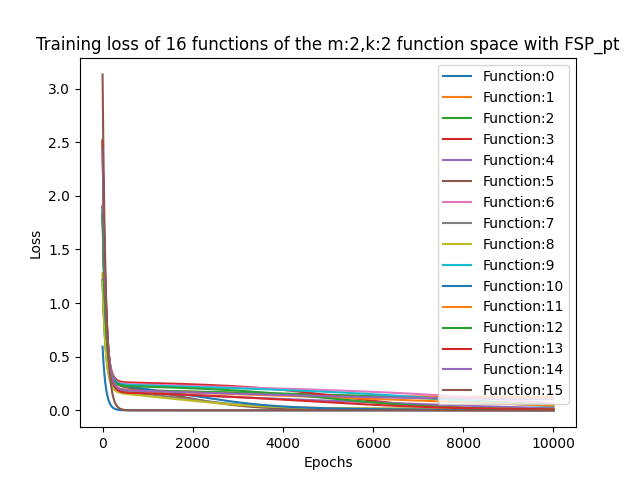 Training loss of 16 functions of the m:2,k:2 function space with FSP_pt
Function:0
Function:1
Function:2
Function:3
Function:4
Function:5
Function:6
Function:7
Function:8
Function:9
Function:10
Function:11
Function:12
Function:13
Function:14
Function:15
3.0
2.5
2.0
1.5
1.0
0.5
0.0
Loss
0
2000
4000
6000
8000
10000
Epochs